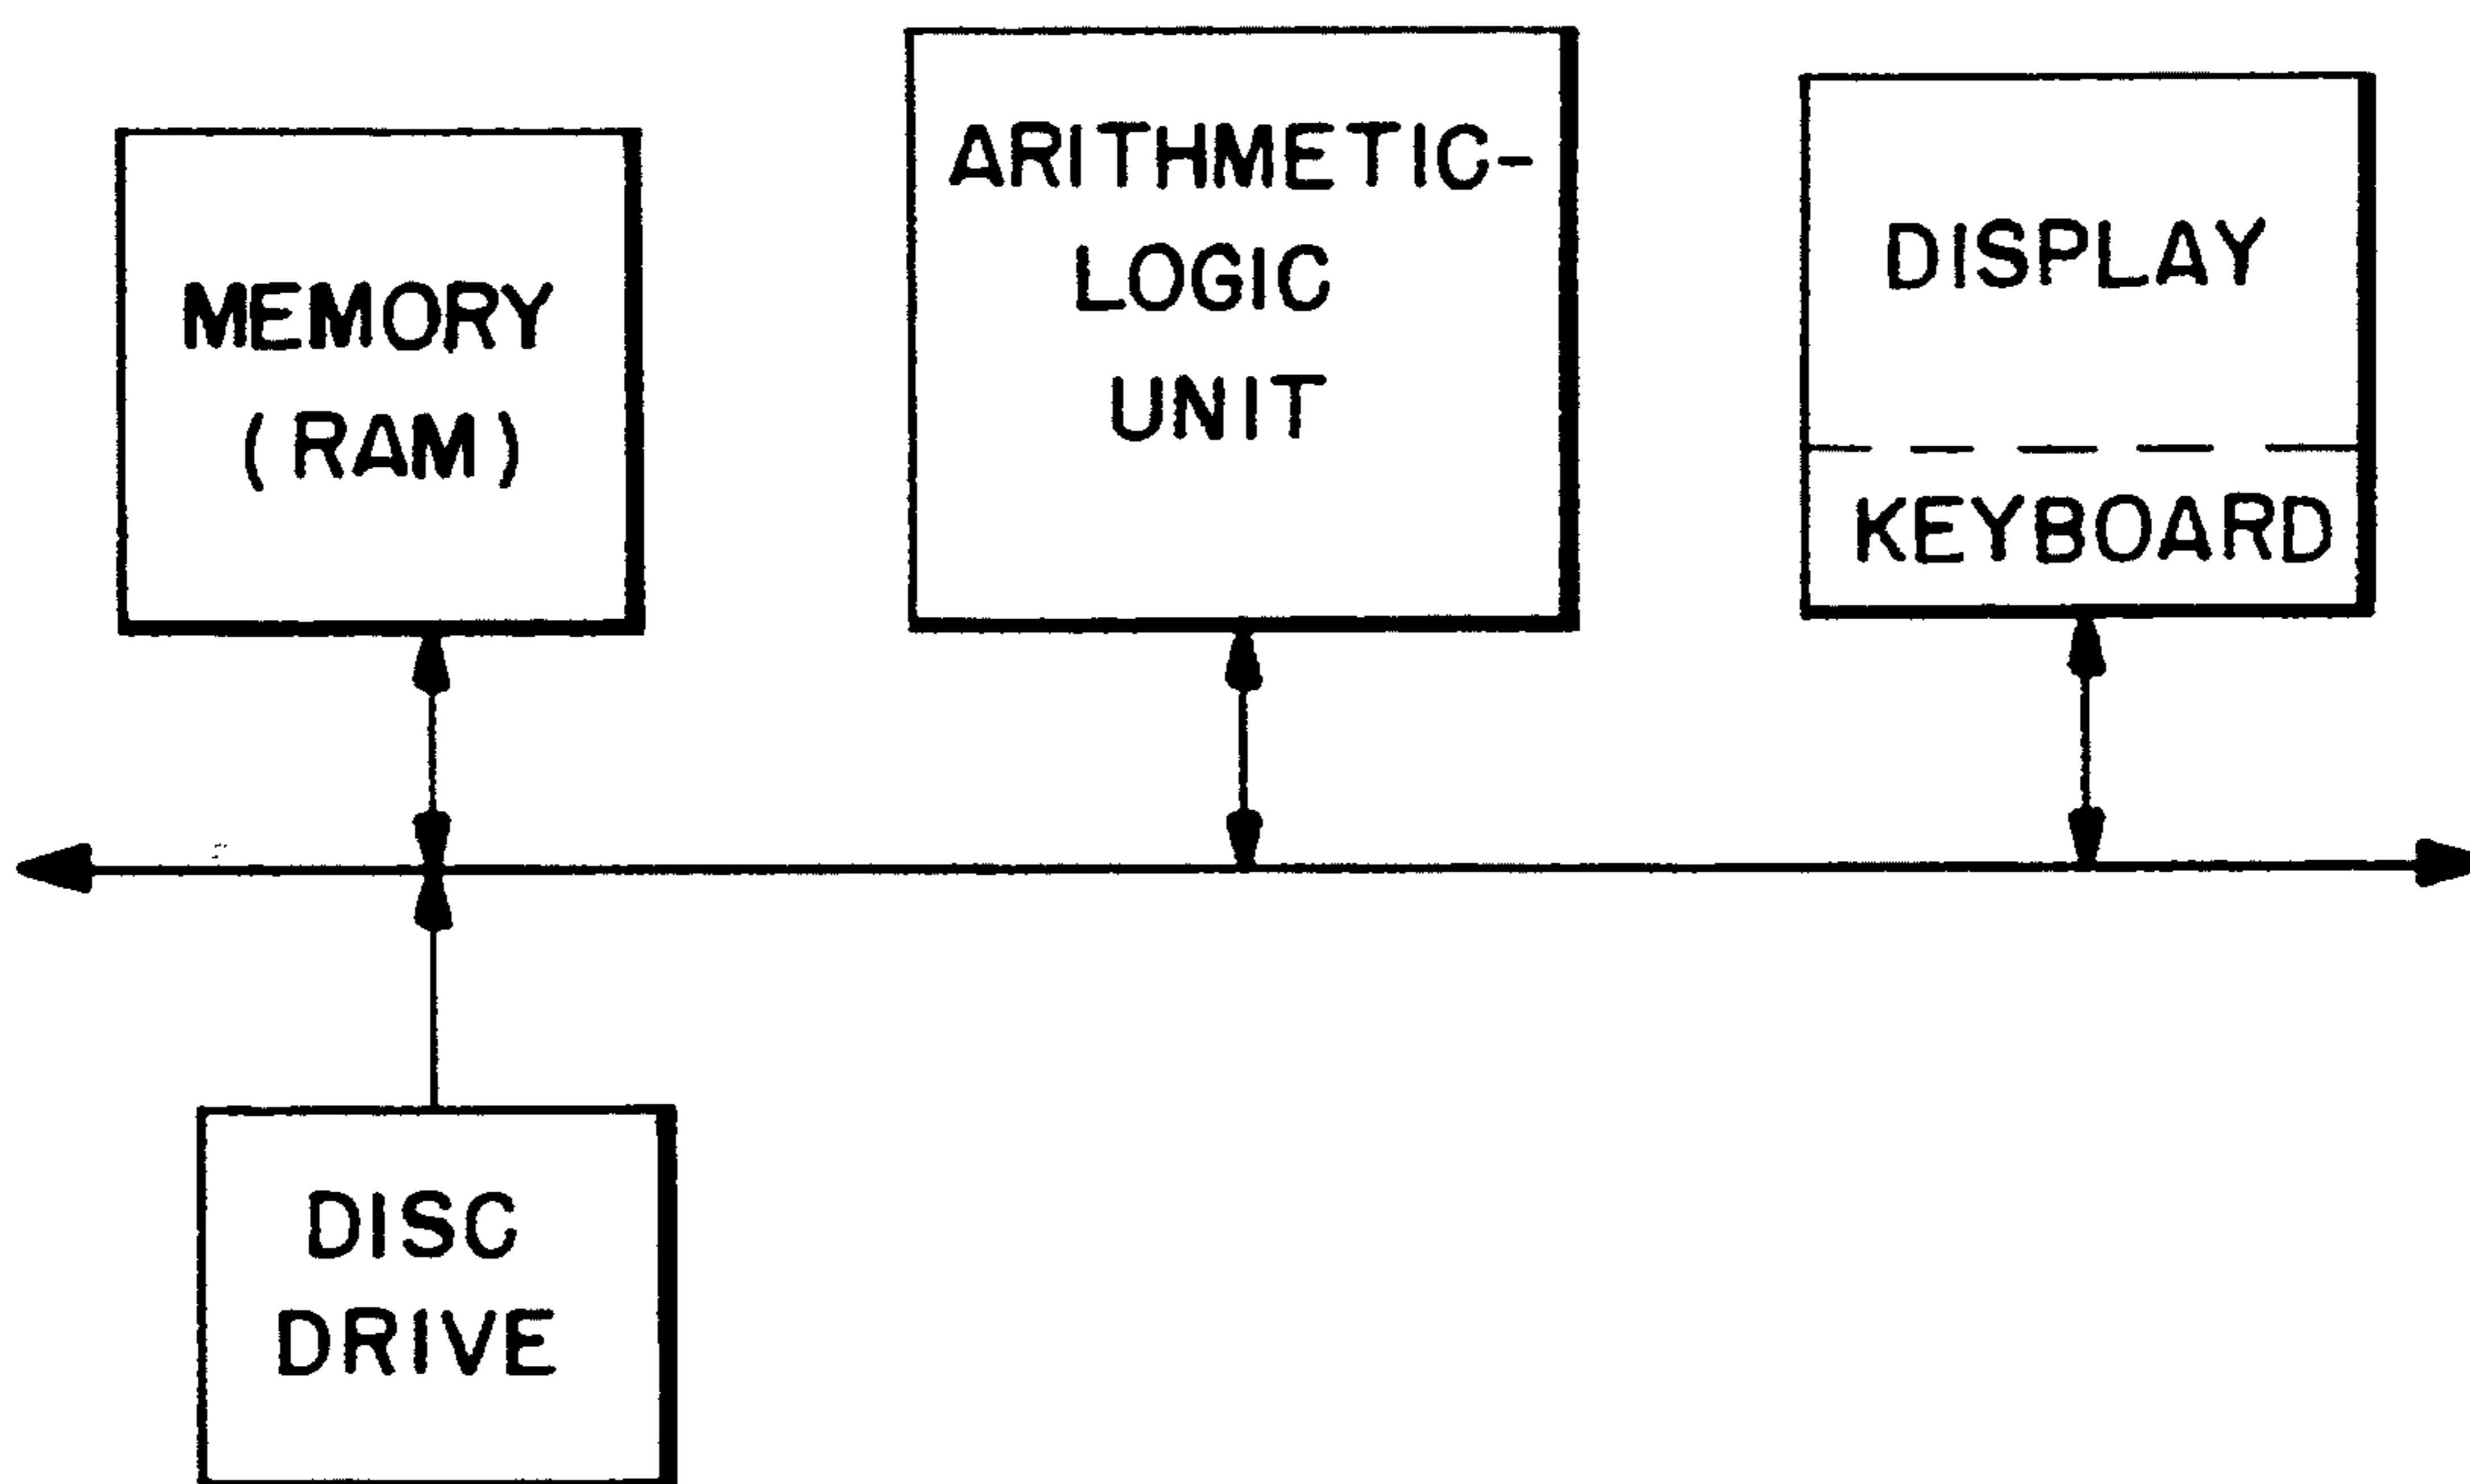 MEMORY
(RAM)
ARITHMETIC-
LOGIC
UNIT
DISPLAY
KEYBOARD
DISC
DRIVE